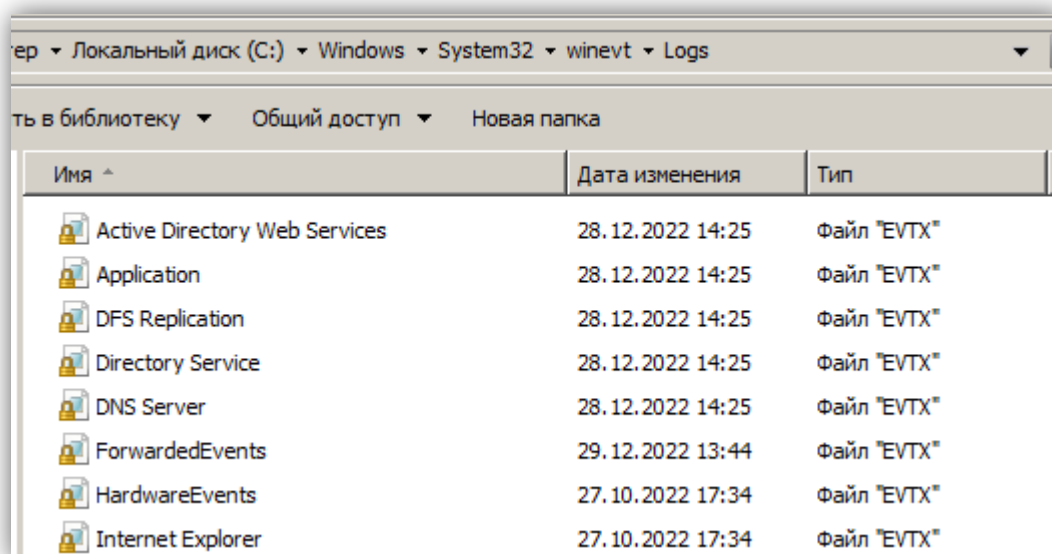 ер Локальный диск (C:) Windows System32 winevt Logs
ть в библиотеку Общий доступ Новая папка
Имя Дата изменения Тип
Active Directory Web Services 28.12.2022 14:25 Файл "EVTX"
Application 28.12.2022 14:25 Файл "EVTX"
DFS Replication 28.12.2022 14:25 Файл "EVTX"
Directory Service 28.12.2022 14:25 Файл "EVTX"
DNS Server 28.12.2022 14:25 Файл "EVTX"
ForwardedEvents 29.12.2022 13:44 Файл "EVTX"
HardwareEvents 27.10.2022 17:34 Файл "EVTX"
Internet Explorer 27.10.2022 17:34 Файл "EVTX"